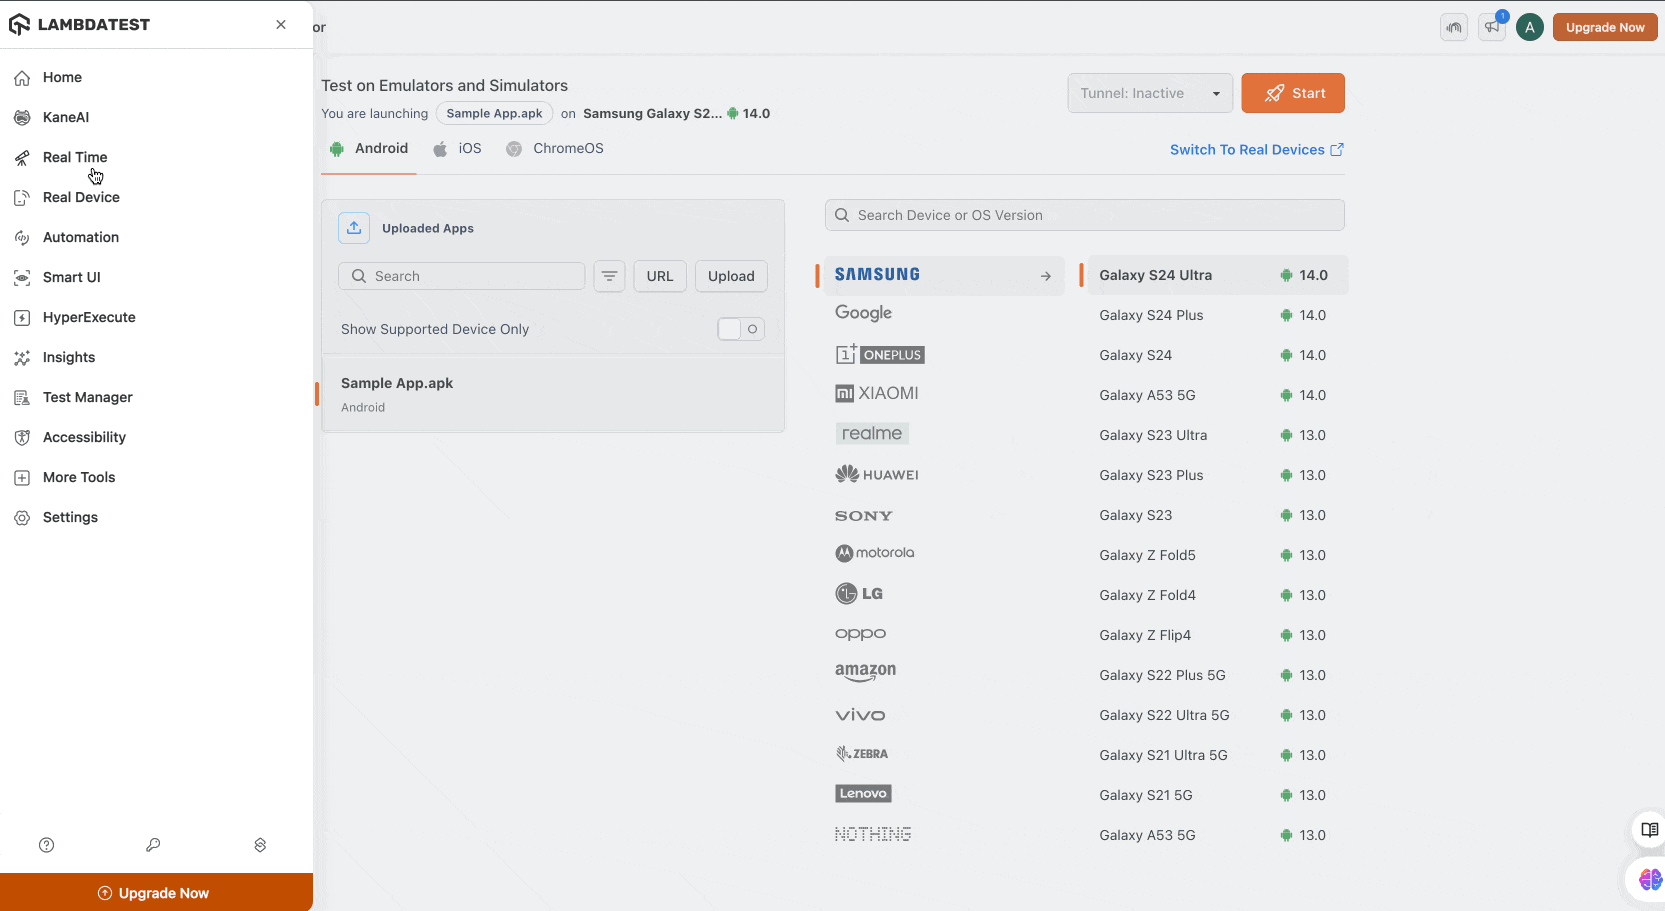 LAMBDATEST
Home
KaneAI
Real Time
Real Device
Automation
Smart UI
HyperExecute
Insights
Test Manager
Accessibility
More Tools
Settings
Upgrade Now
or
1
A
Upgrade Now
Test on Emulators and Simulators
You are launching Sample App.apk on Samsung Galaxy S2... 14.0
Tunnel: Inactive
Start
Android
iOS
ChromeOS
Switch To Real Devices
Uploaded Apps
Search
URL
Upload
Show Supported Device Only
Sample App.apk
Android
Search Device or OS Version
SAMSUNG
Google
1+ ONEPLUS
mi XIAOMI
realme
HUAWEI
SONY
motorola
LG
oppo
amazon
vivo
ZEBRA
Lenovo
NOTHING
Galaxy S24 Ultra 14.0
Galaxy S24 Plus 14.0
Galaxy S24 14.0
Galaxy A53 5G 14.0
Galaxy S23 Ultra 13.0
Galaxy S23 Plus 13.0
Galaxy S23 13.0
Galaxy Z Fold5 13.0
Galaxy Z Fold4 13.0
Galaxy Z Flip4 13.0
Galaxy S22 Plus 5G 13.0
Galaxy S22 Ultra 5G 13.0
Galaxy S21 Ultra 5G 13.0
Galaxy S21 5G 13.0
Galaxy A53 5G 13.0